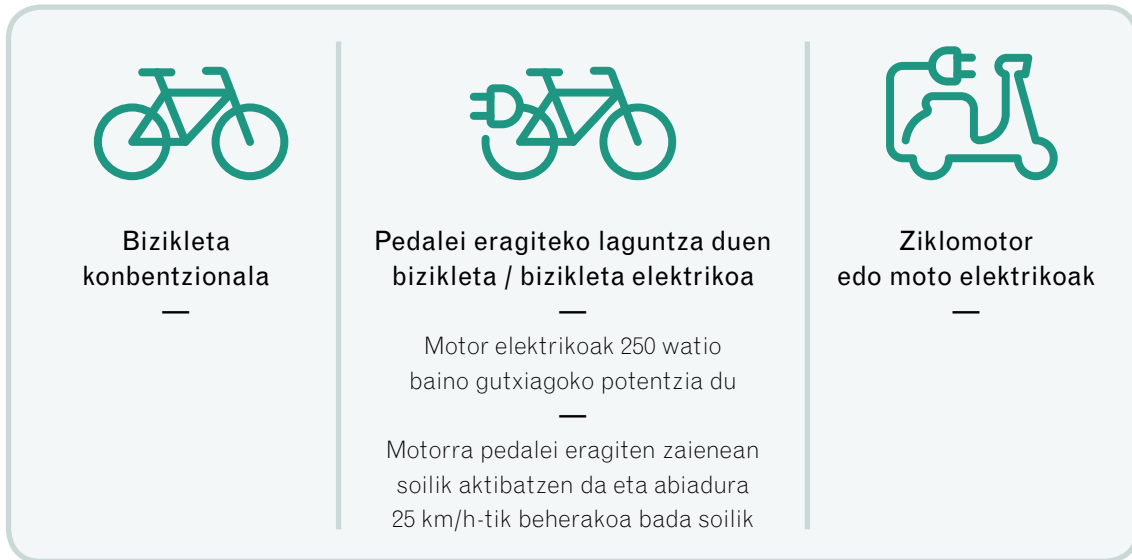 Bizikleta
konbentzionala
—
Pedalei eragiteko laguntza duen
bizikleta / bizikleta elektrikoa
—
Motor elektrikoak 250 watio
baino gutxiagoko potentzia du
—
Motorra pedalei eragiten zaienean
soilik aktibatzen da eta abiadura
25 km/h-tik beherakoa bada soilik
Ziklomotor
edo moto elektrikoak
—